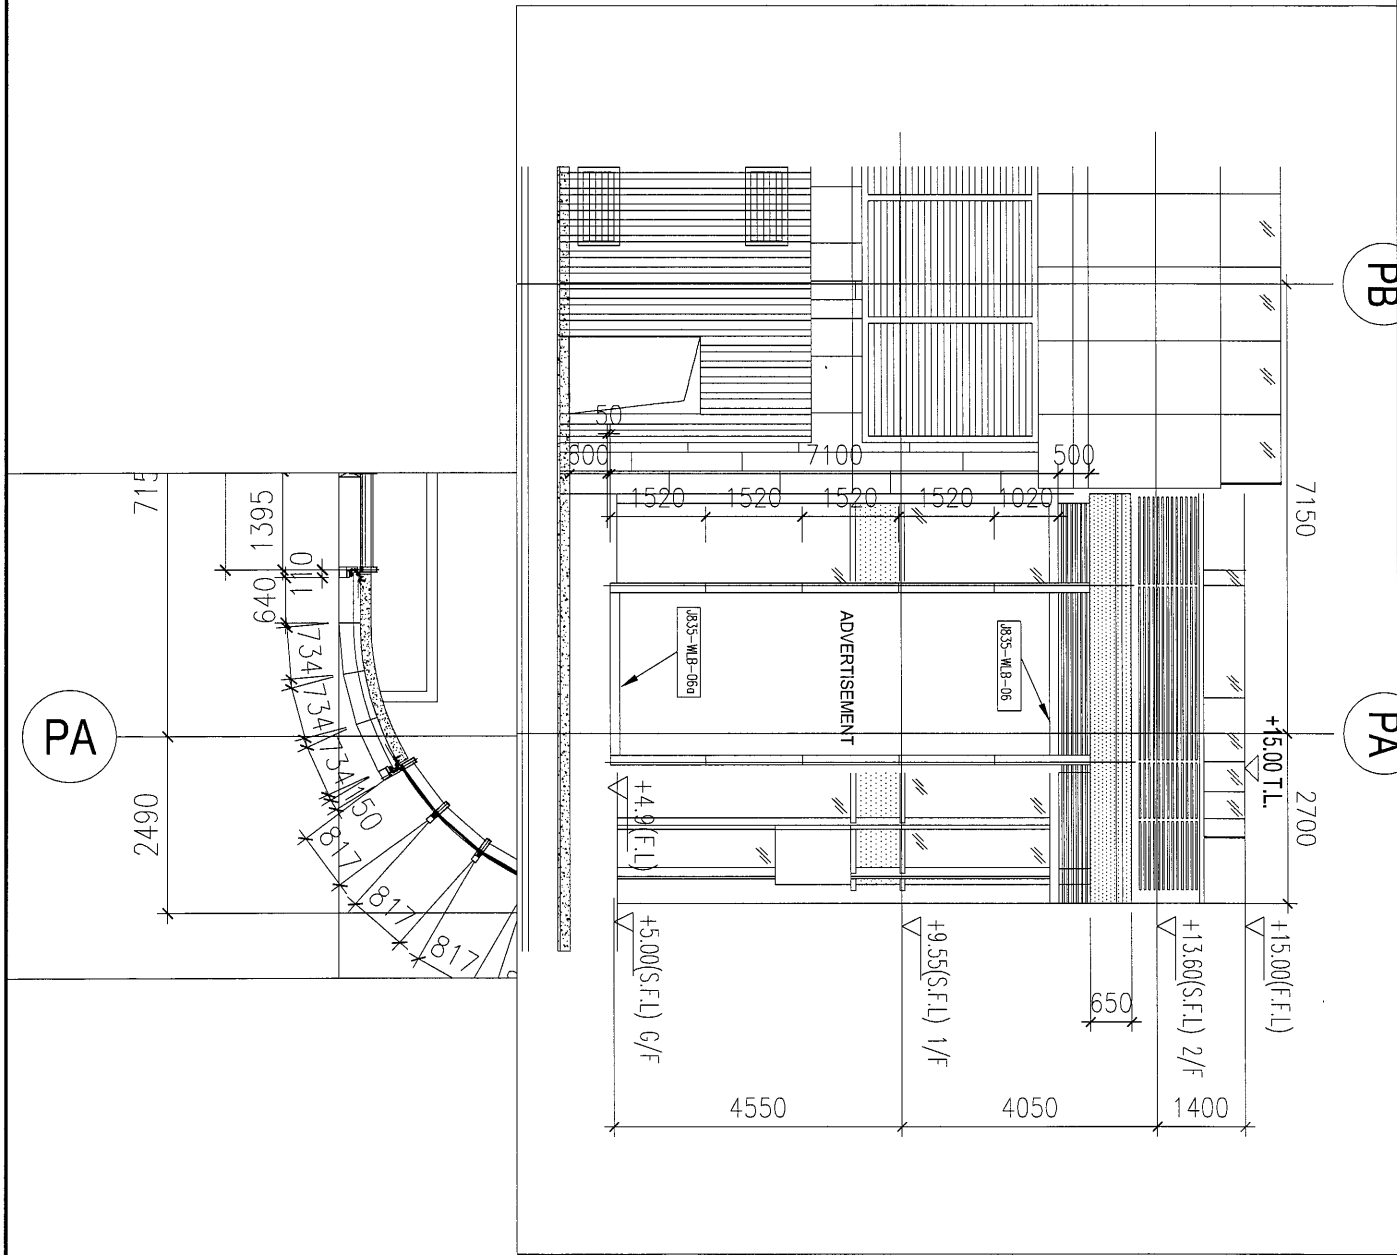 PB
PA
7150
2700
+15.00 T.L.
+15.00(F.F.L)
+13.60(S.F.L) 2/F
+9.55(S.F.L) 1/F
+5.00(S.F.L) G/F
+4.9(F.L)
650
4550
4050
1400
50
600
7100
500
1520
1520
1520
1520
1020
J835-WLB-06a
ADVERTISEMENT
J835-WLB-06
715
1395
110
640
734
734
734
150
817
817
817
2490
PA